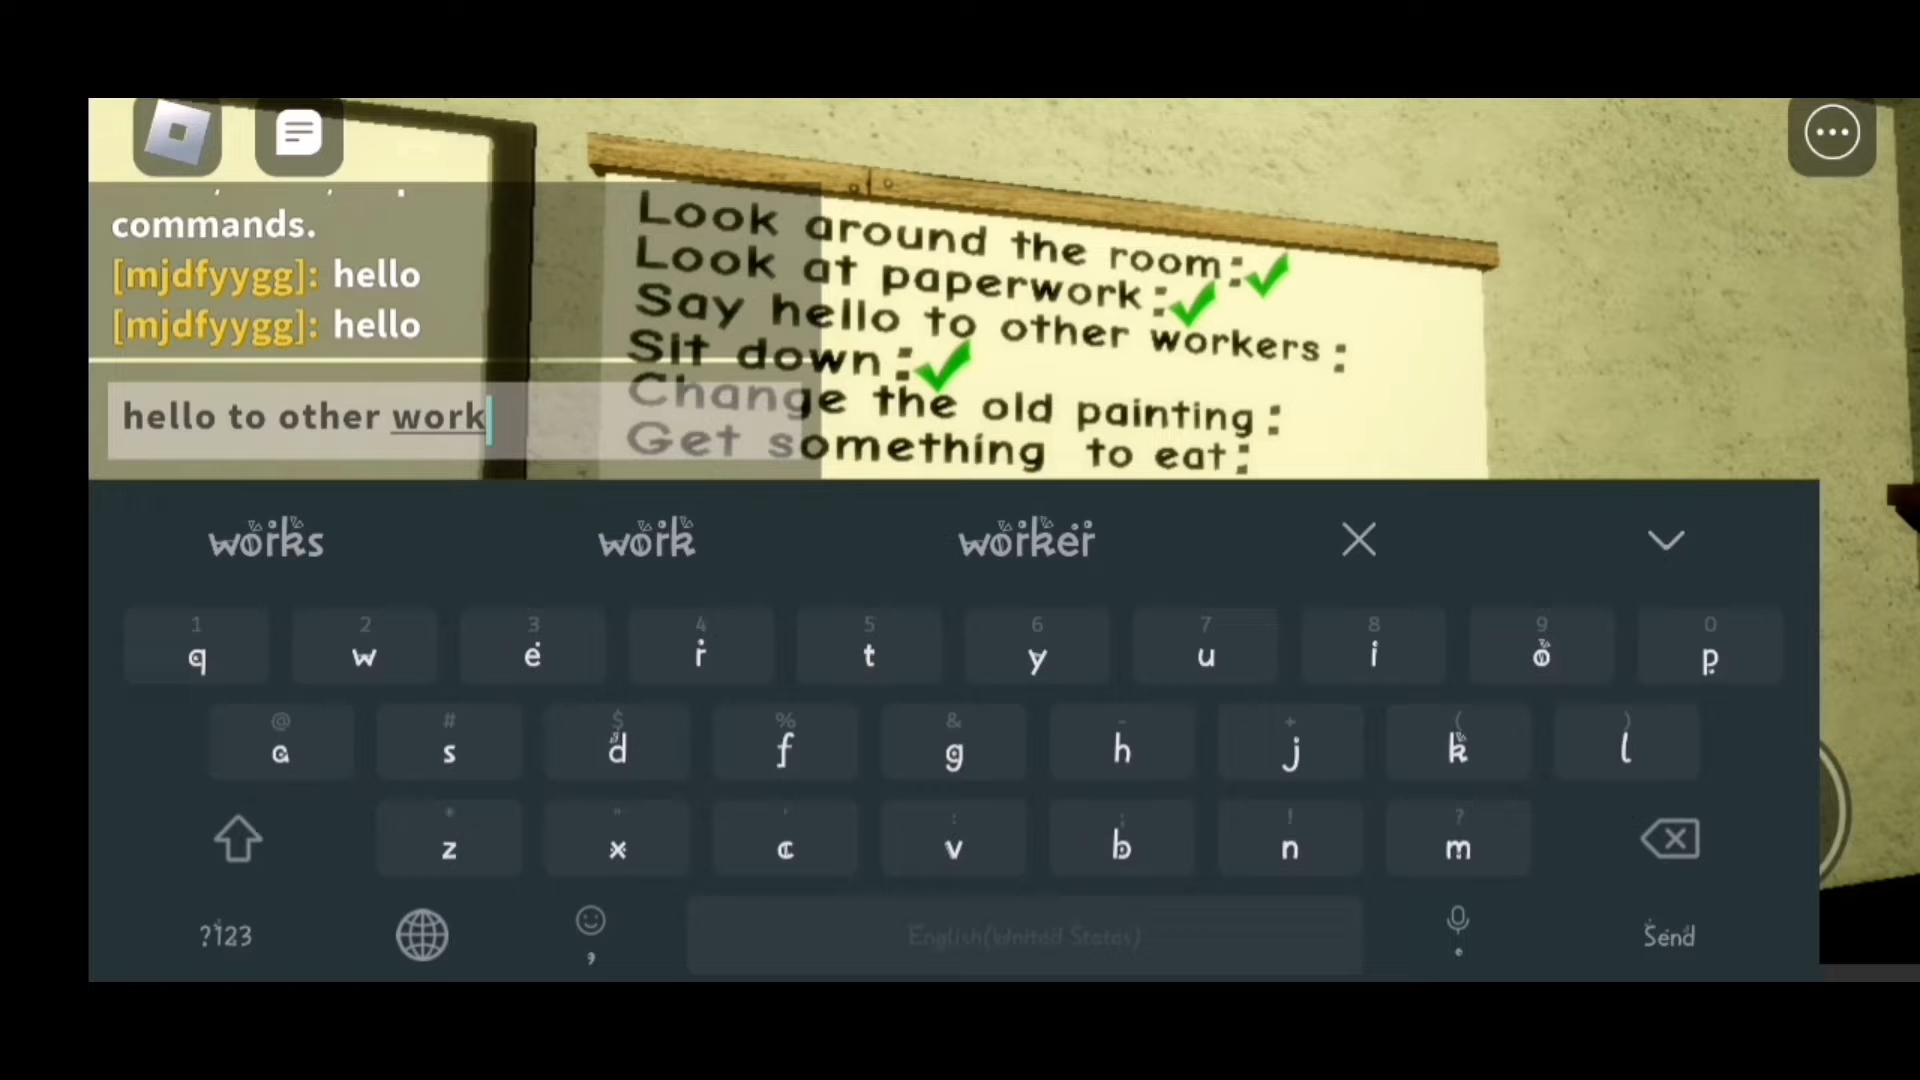 commands.
[mjdfyygg]: hello
[mjdfyygg]: hello
hello to other work
Look around the room:
Look at paperwork:
Say hello to other workers:
Sit down:
Change the old painting:
Get something to eat:
works work worker
1 2 3 4 5 6 7 8 9 0
q w e r t y u i o p
@ # $ % & - + ( )
a s d f g h j k l
* " ' : ; ! ?
z x c v b n m
?123 , English(United States) . Send